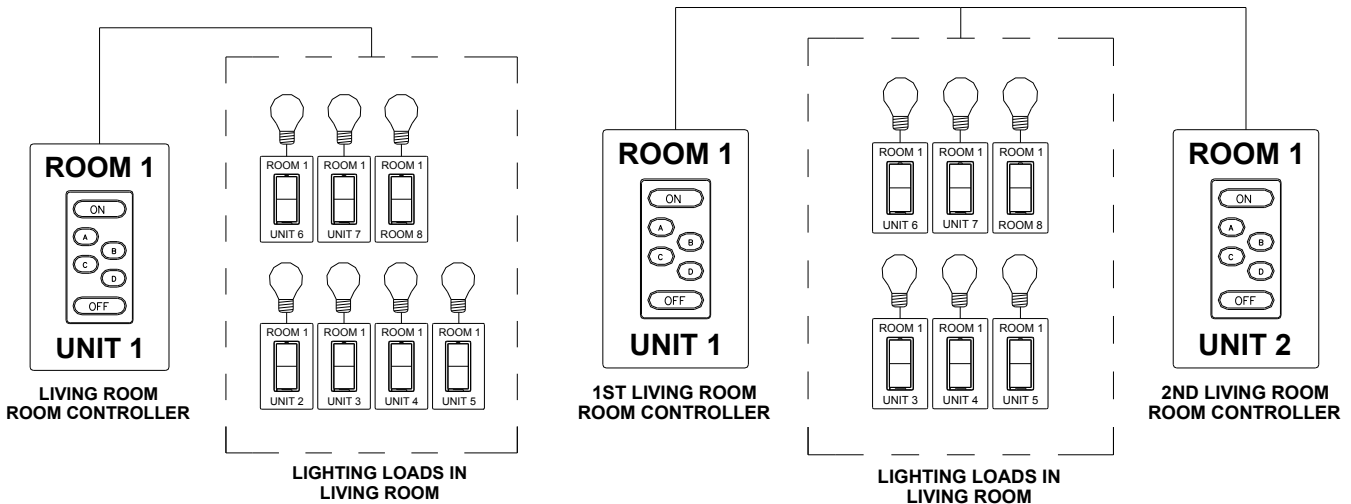 ROOM 1
ON
A
B
C
D
OFF
UNIT 1
LIVING ROOM
ROOM CONTROLLER
ROOM 1 ROOM 1 ROOM 1
UNIT 6 UNIT 7 ROOM 8
ROOM 1 ROOM 1 ROOM 1 ROOM 1
UNIT 2 UNIT 3 UNIT 4 UNIT 5
LIGHTING LOADS IN
LIVING ROOM
ROOM 1
ON
A
B
C
D
OFF
UNIT 1
1ST LIVING ROOM
ROOM CONTROLLER
ROOM 1 ROOM 1 ROOM 1
UNIT 6 UNIT 7 ROOM 8
ROOM 1 ROOM 1 ROOM 1
UNIT 3 UNIT 4 UNIT 5
LIGHTING LOADS IN
LIVING ROOM
ROOM 1
ON
A
B
C
D
OFF
UNIT 2
2ND LIVING ROOM
ROOM CONTROLLER